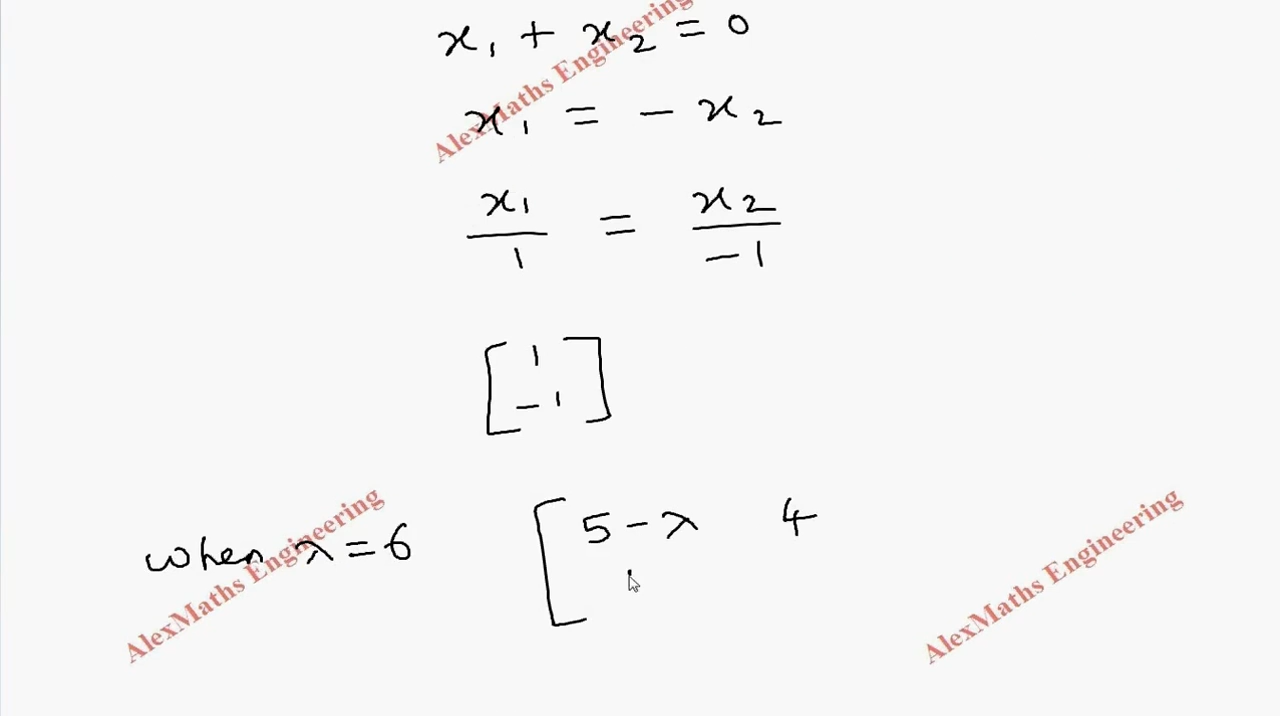 x₁ + x₂ = 0
x₁ = - x₂
x₁/1 = x₂/-1
[1
-1]
when λ = 6 [5 - λ 4
1
AlexMaths Engineering
AlexMaths Engineering
AlexMaths Engineering